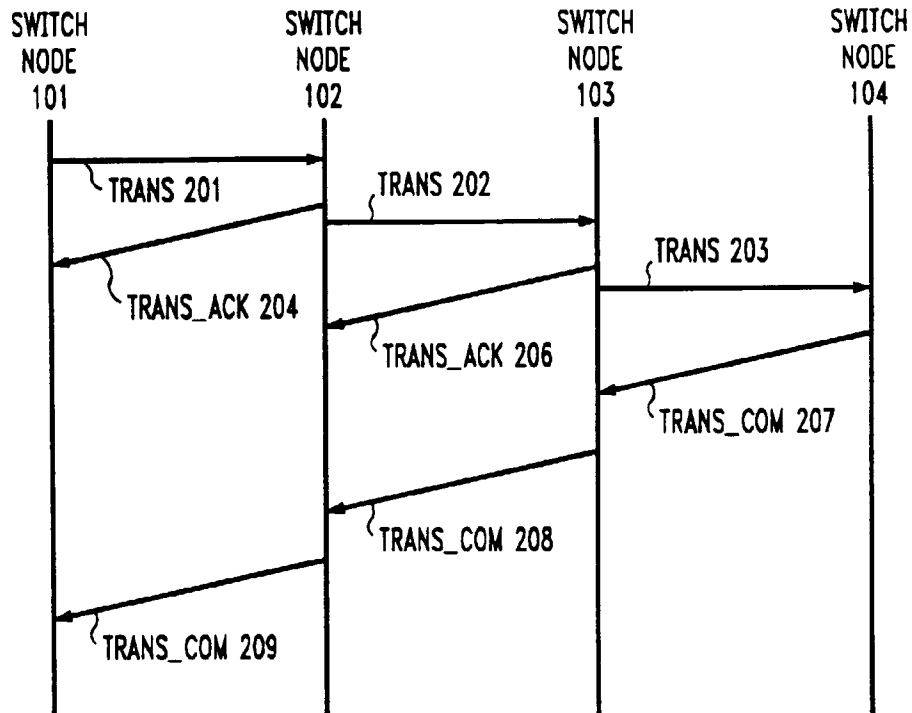 SWITCH
NODE
101
SWITCH
NODE
102
SWITCH
NODE
103
SWITCH
NODE
104
TRANS 201
TRANS 202
TRANS 203
TRANS_ACK 204
TRANS_ACK 206
TRANS_COM 207
TRANS_COM 208
TRANS_COM 209